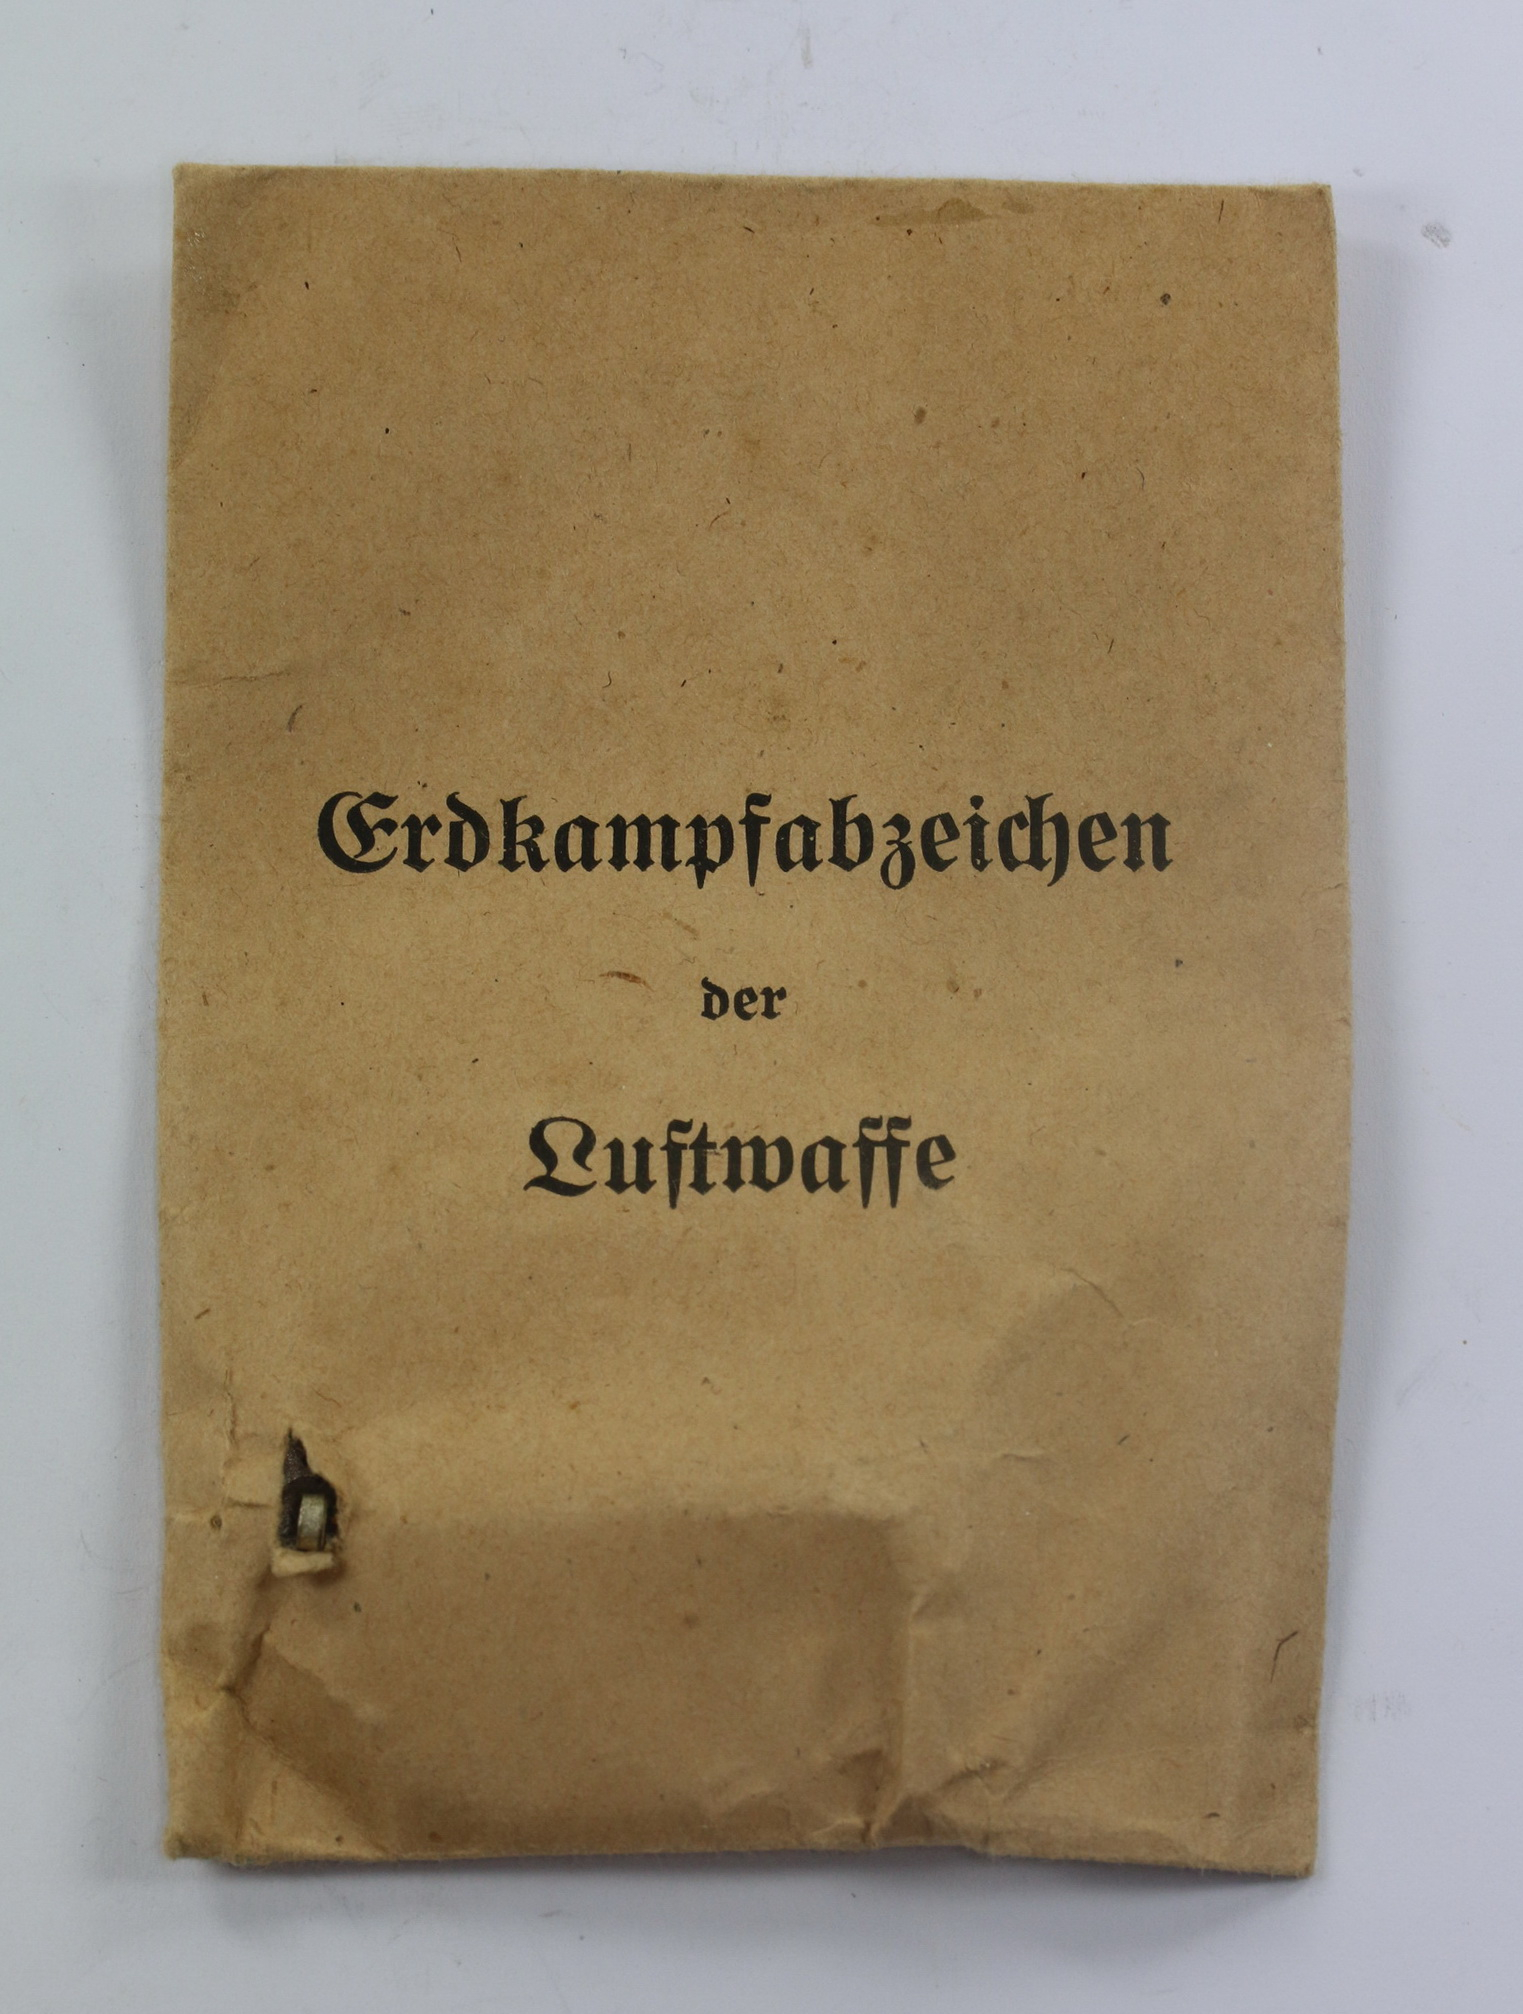 Erdkampfabzeichen
der
Luftwaffe